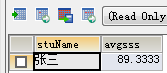 (Read Only
stuName avgsss
张三 89.3333